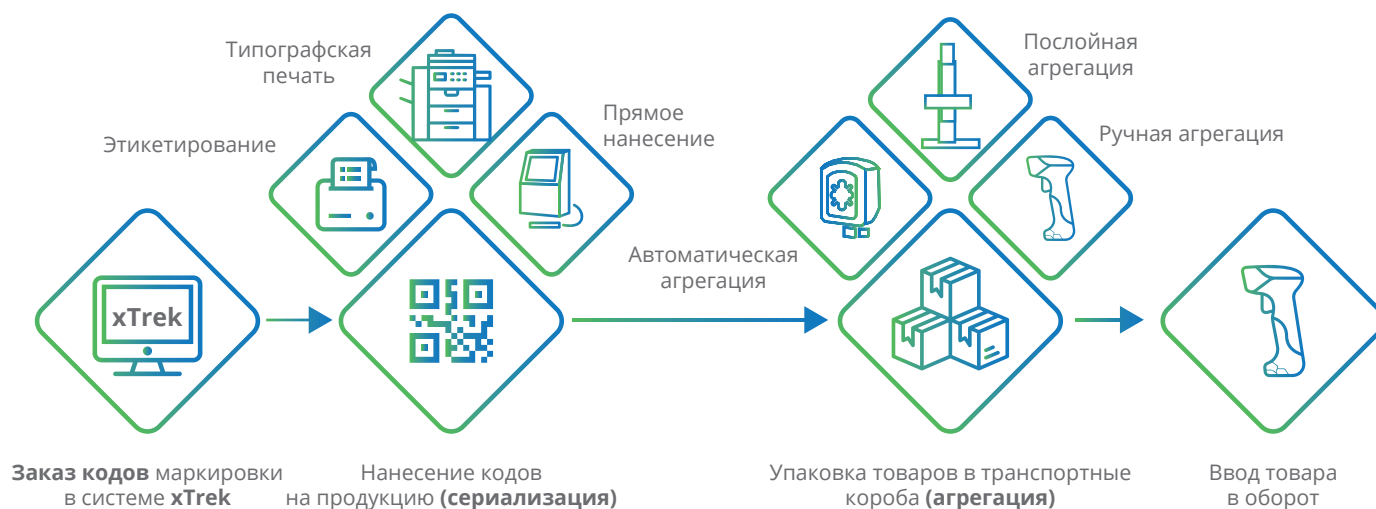 Типографская
печать
Этикетирование
Прямое
нанесение
Послойная
агрегация
Ручная агрегация
Автоматическая
агрегация
xTrek
Заказ кодов маркировки
в системе xTrek
Нанесение кодов
на продукцию (сериализация)
Упаковка товаров в транспортные
короба (агрегация)
Ввод товара
в оборот